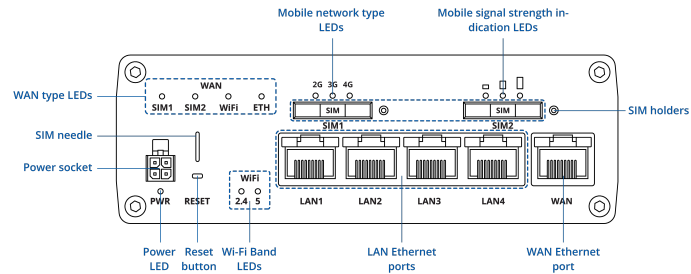 Mobile network type
LEDs
Mobile signal strength in-
dication LEDs
WAN type LEDs
WAN
SIM1 SIM2 WiFi ETH
2G 3G 4G
SIM
SIM
SIM holders
SIM1
SIM2
SIM needle
Power socket
WiFi
2.4 5
PWR
RESET
LAN1
LAN2
LAN3
LAN4
WAN
Power
LED
Reset
button
Wi-Fi Band
LEDs
LAN Ethernet
ports
WAN Ethernet
port